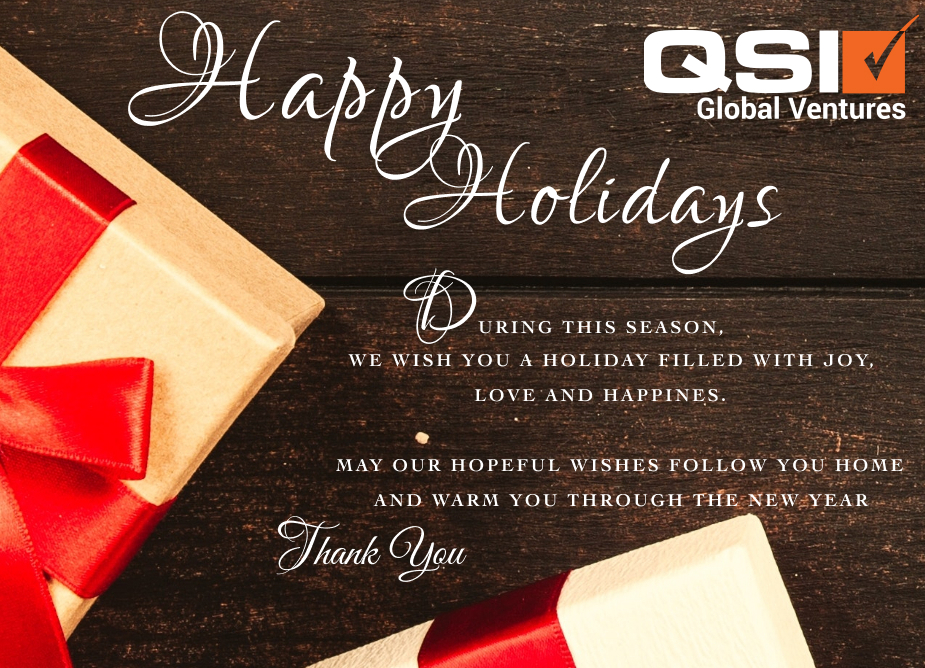 QSI
Global Ventures
Happy
Holidays
DURING THIS SEASON,
WE WISH YOU A HOLIDAY FILLED WITH JOY,
LOVE AND HAPPINES.
MAY OUR HOPEFUL WISHES FOLLOW YOU HOME
AND WARM YOU THROUGH THE NEW YEAR
Thank You